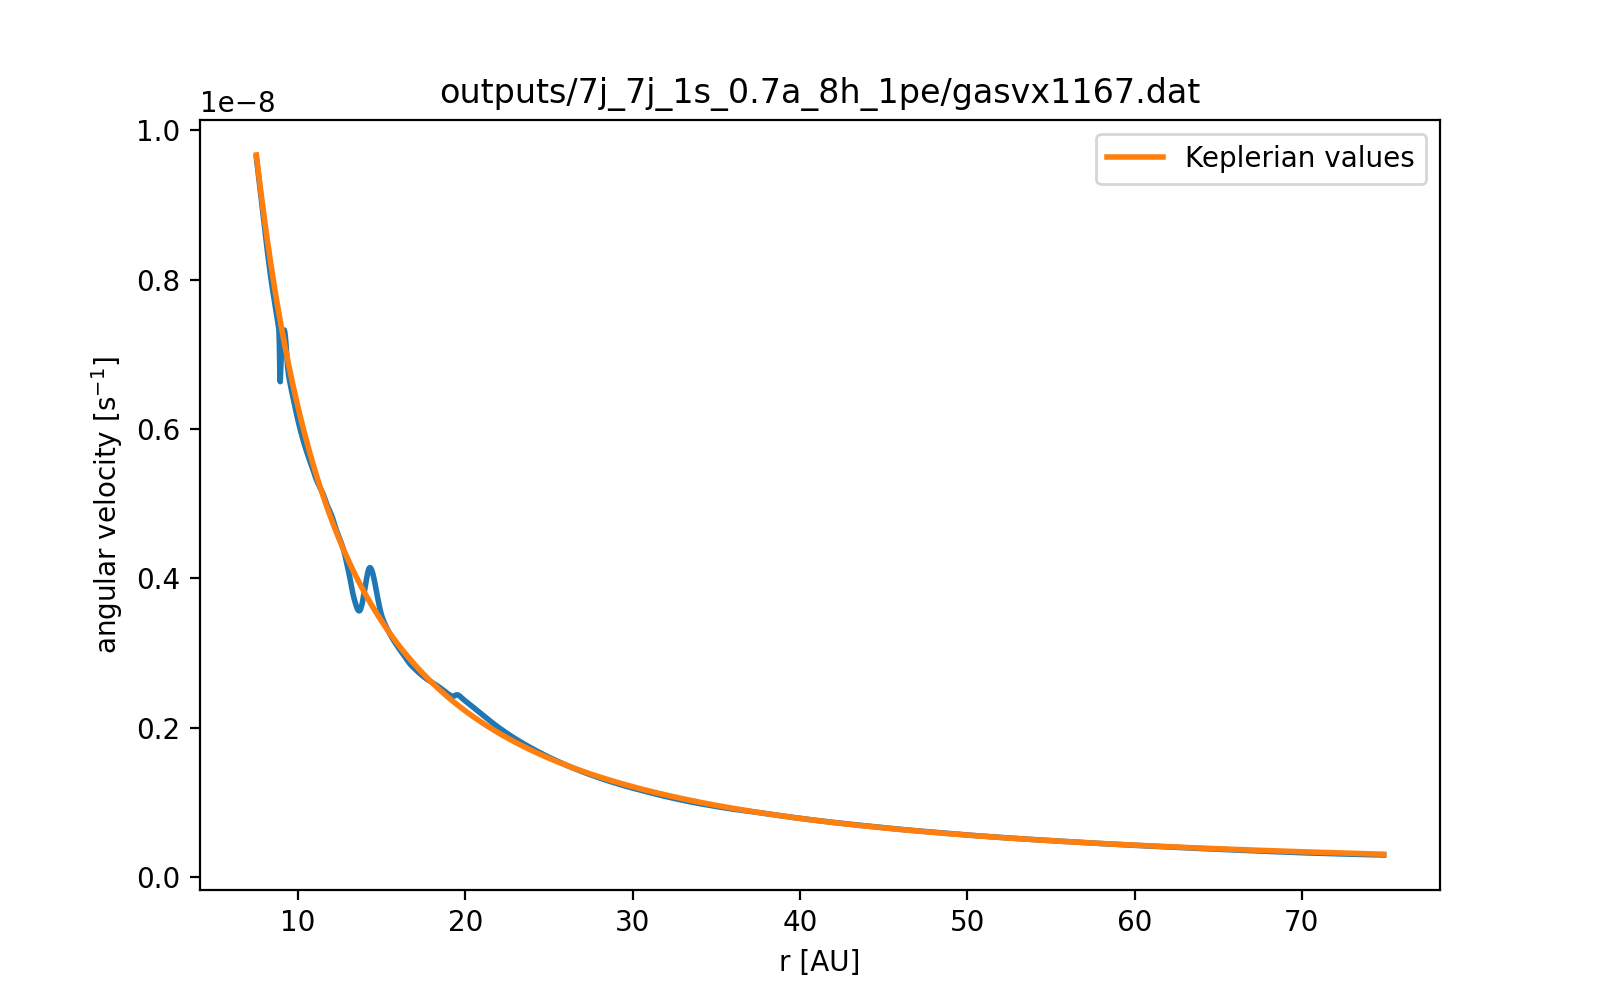 outputs/7j_7j_1s_0.7a_8h_1pe/gasvx1167.dat
1e−8
Keplerian values
1.0
0.8
0.6
0.4
0.2
0.0
angular velocity [s⁻¹]
10 20 30 40 50 60 70
r [AU]